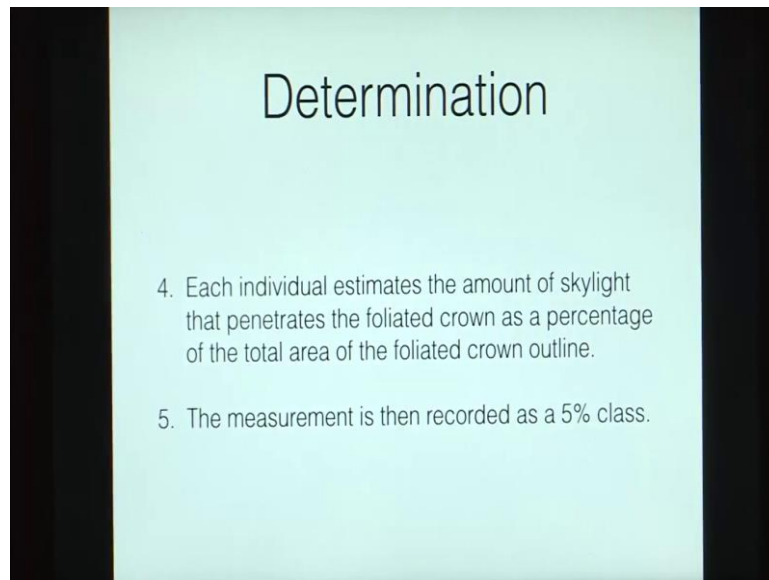 Determination
4. Each individual estimates the amount of skylight
that penetrates the foliated crown as a percentage
of the total area of the foliated crown outline.
5. The measurement is then recorded as a 5% class.